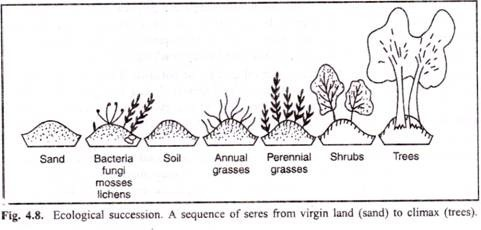 Sand
Bacteria
fungi
mosses
lichens
Soil
Annual
grasses
Perennial
grasses
Shrubs
Trees
Fig. 4.8. Ecological succession. A sequence of seres from virgin land (sand) to climax (trees).